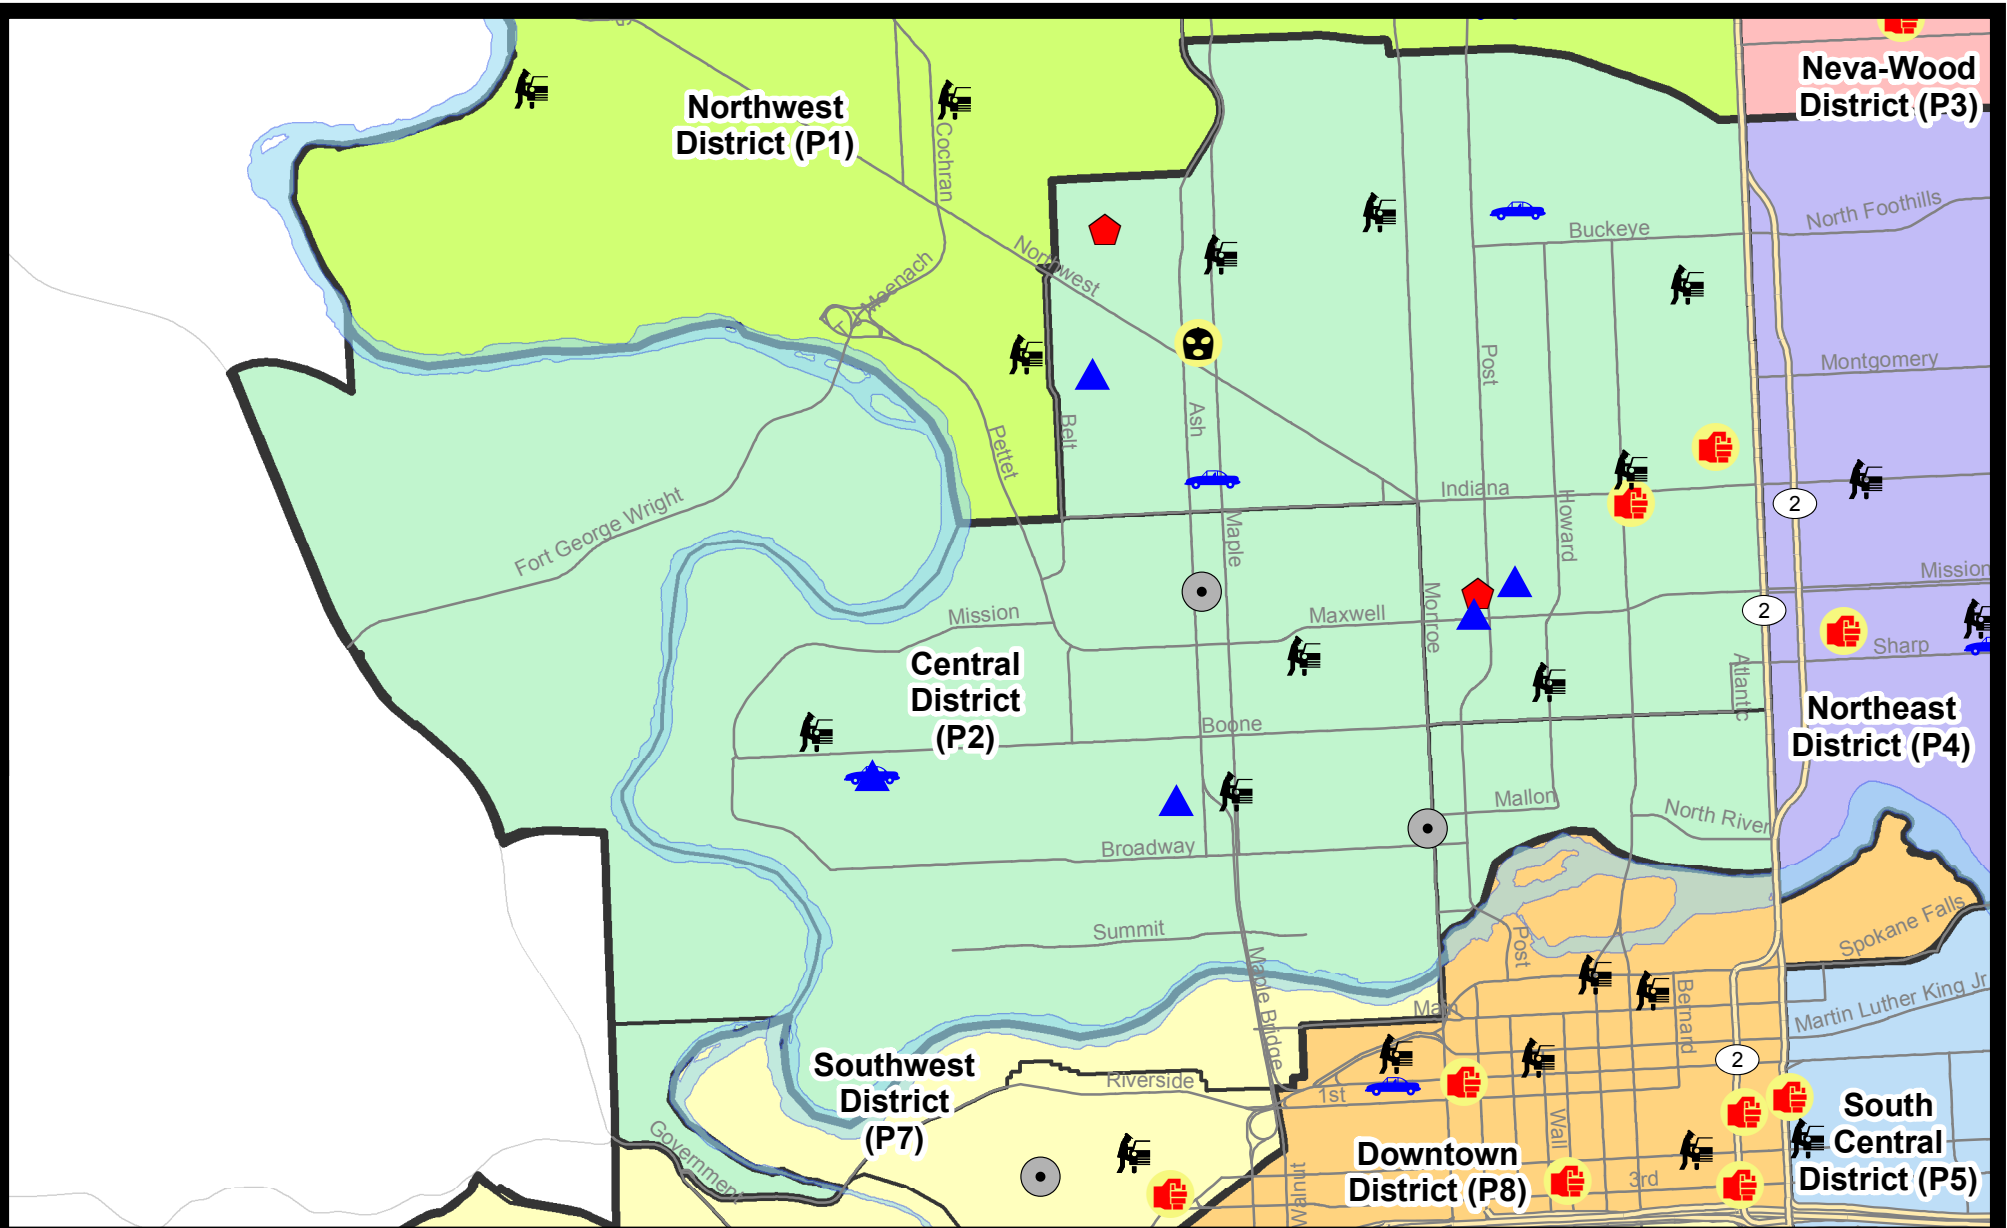 Neva-Wood
District (P3)
Northwest
District (P1)
Cochran
North Foothills
Buckeye
Northwest
T J Meenach
Montgomery
Post
Ash
Belt
Pettet
Indiana
Howard
2
Fort George Wright
Maple
Mission
Mission
Maxwell
Monroe
2
Sharp
Central
District
(P2)
Atlantic
Northeast
District (P4)
Boone
Mallon
North River
Broadway
Spokane Falls
Summit
Post
Maple Bridge
Bernard
Martin Luther King Jr
Main
2
Southwest
District
(P7)
Riverside
1st
South
Central
District (P5)
Government
Wall
Downtown
District (P8)
3rd
Walnut